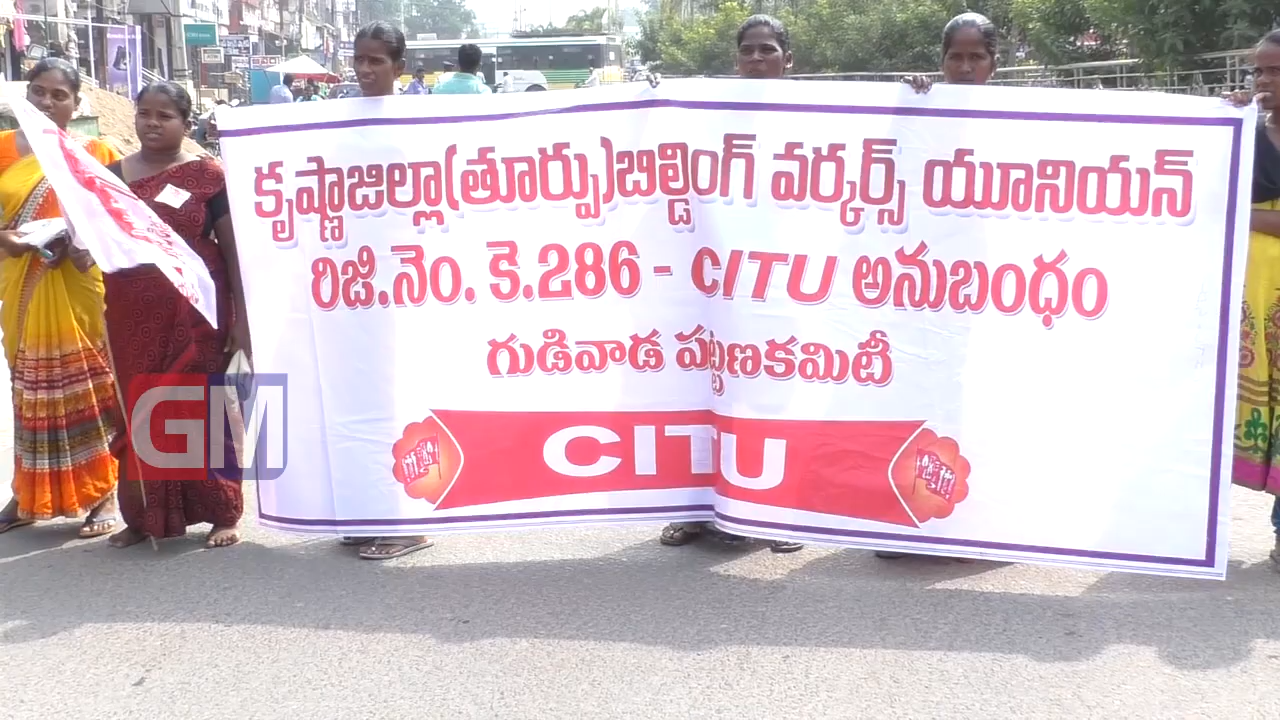 కృష్ణాజిల్లా(తూర్పు)బిల్డింగ్ వర్కర్స్ యూనియన్
రిజి.నెం. కె.286 - CITU అనుబంధం
గుడివాడ పట్టణకమిటీ
CITU
GM